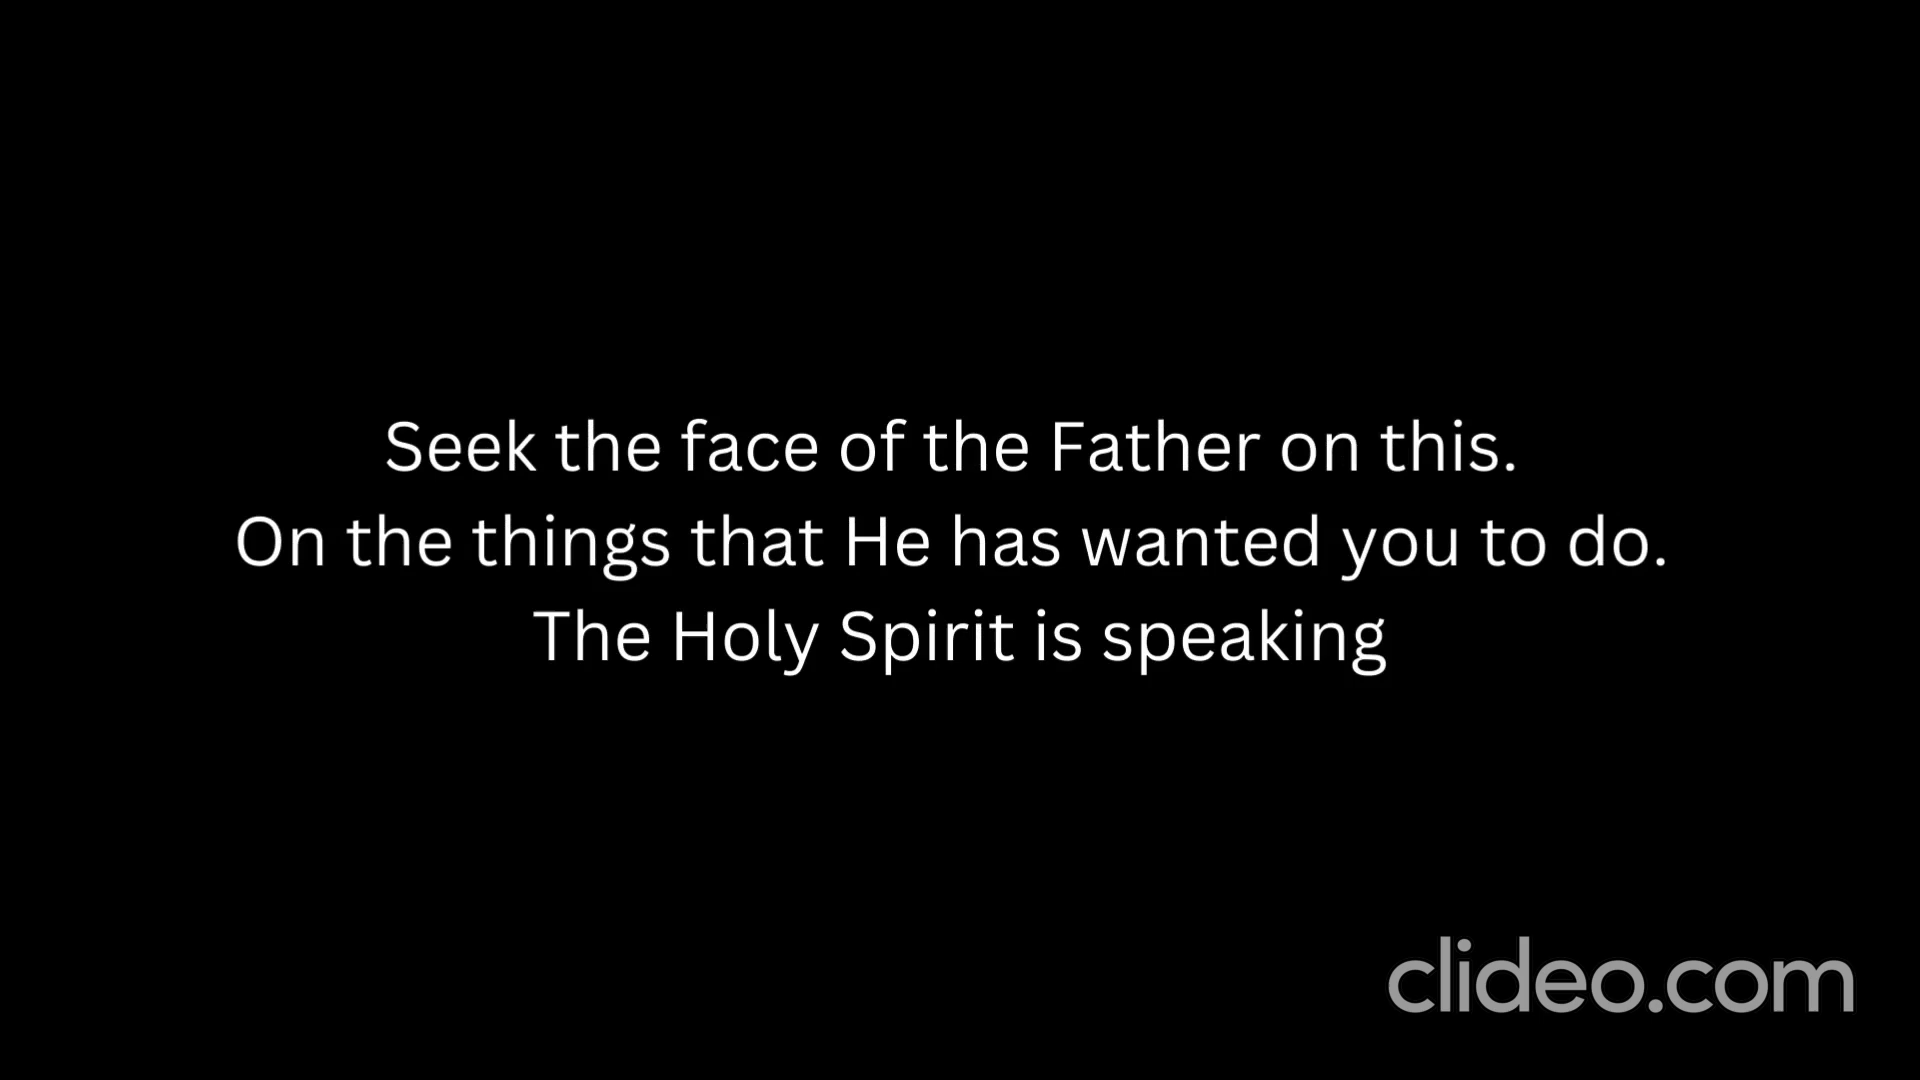 Seek the face of the Father on this.
On the things that He has wanted you to do.
The Holy Spirit is speaking
clideo.com